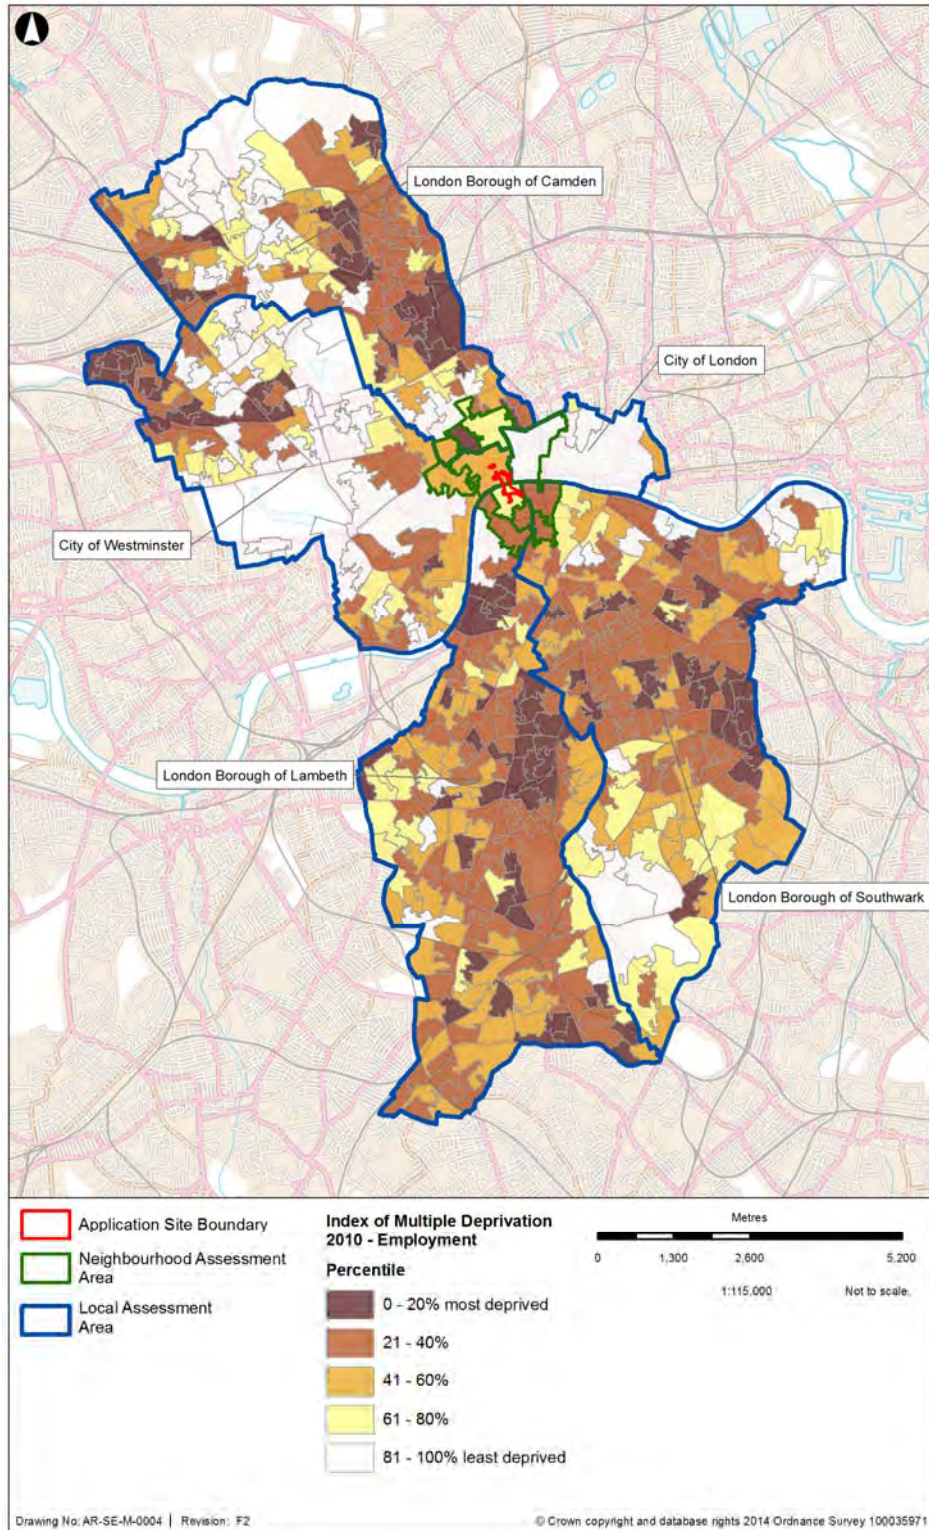 London Borough of Camden
City of London
City of Westminster
London Borough of Lambeth
London Borough of Southwark
Application Site Boundary
Neighbourhood Assessment
Area
Local Assessment
Area
Index of Multiple Deprivation
2010 - Employment
Percentile
0 - 20% most deprived
21 - 40%
41 - 60%
61 - 80%
81 - 100% least deprived
Metres
0 1,300 2,600 5,200
1:115,000 Not to scale.
Drawing No: AR-SE-M-0004 | Revision: F2
© Crown copyright and database rights 2014 Ordnance Survey 100035971